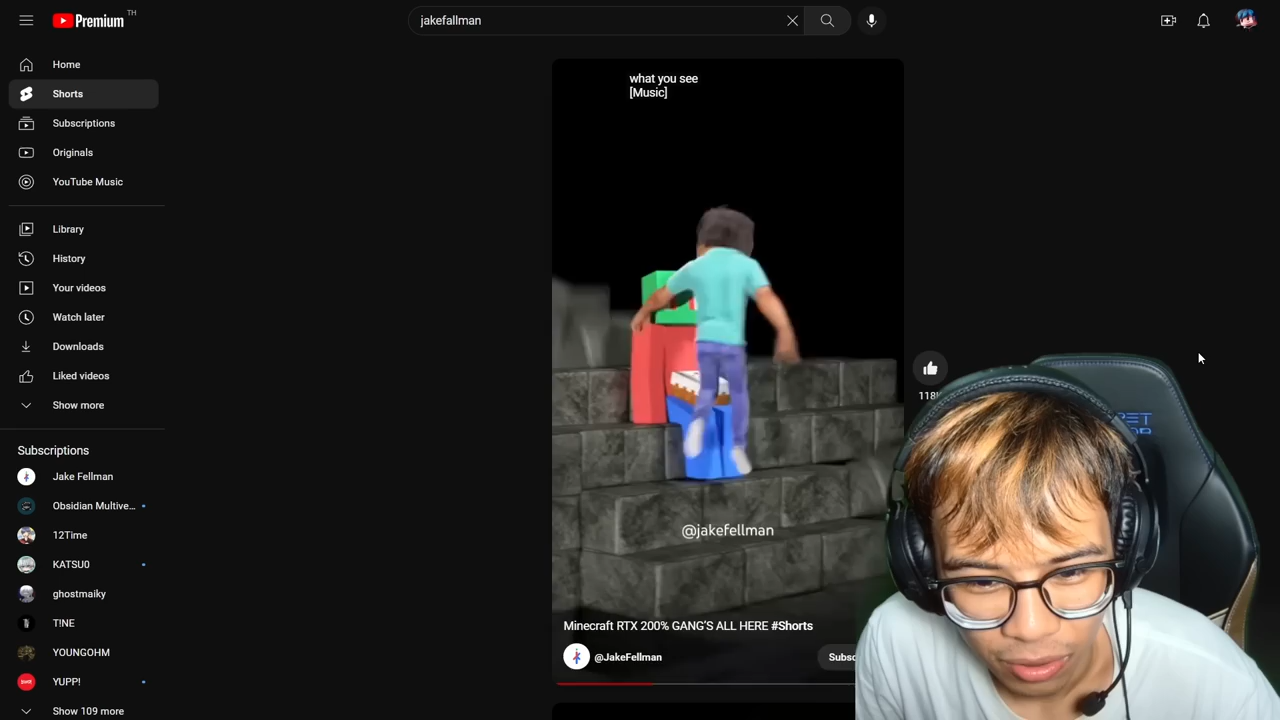 Premium TH
jakefallman
Home
Shorts
Subscriptions
Originals
YouTube Music
Library
History
Your videos
Watch later
Downloads
Liked videos
Show more
Subscriptions
Jake Fellman
Obsidian Multive...
12Time
KATSU0
ghostmaiky
T!NE
YOUNGOHM
YUPP!
Show 109 more
what you see
[Music]
@jakefellman
Minecraft RTX 200% GANG'S ALL HERE #Shorts
@JakeFellman
Subsc